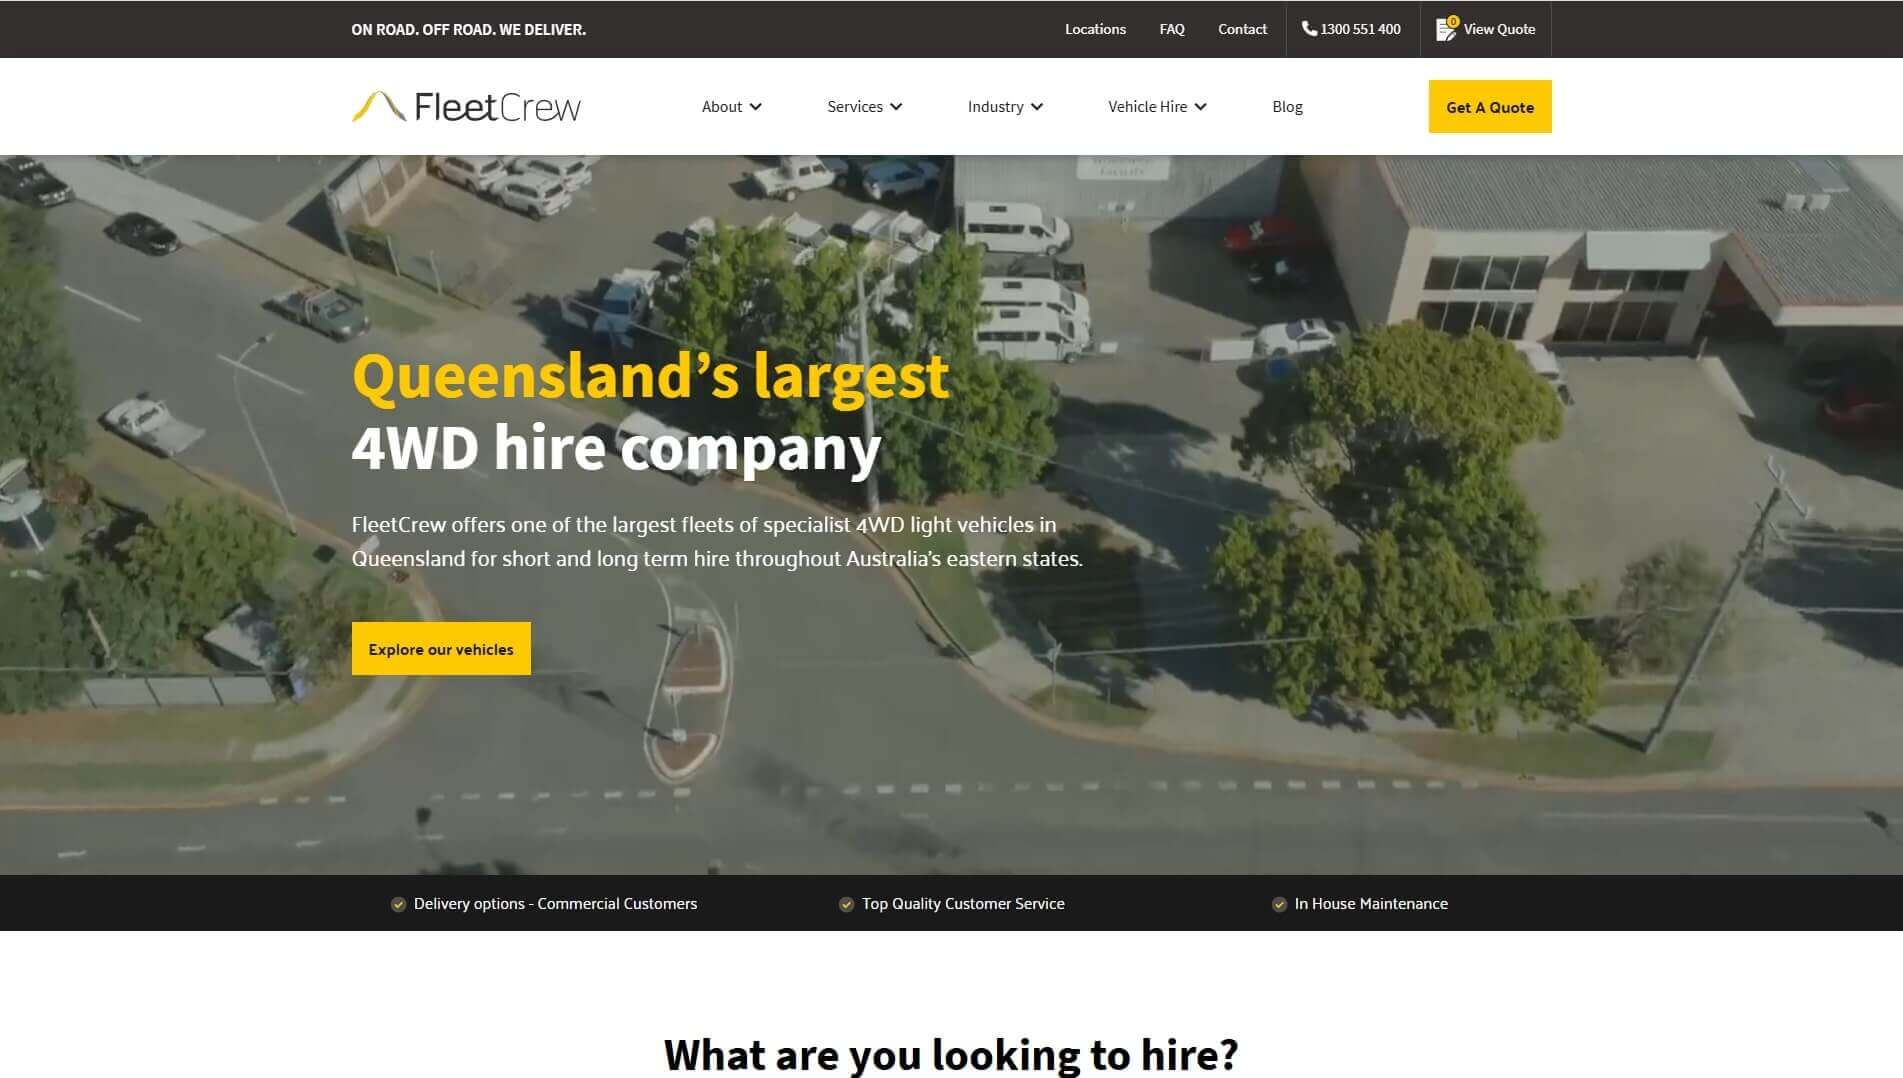 ON ROAD. OFF ROAD. WE DELIVER.
Locations
FAQ
Contact
1300 551 400
0
View Quote
FleetCrew
About
Services
Industry
Vehicle Hire
Blog
Get A Quote
Queensland’s largest
4WD hire company
FleetCrew offers one of the largest fleets of specialist 4WD light vehicles in
Queensland for short and long term hire throughout Australia’s eastern states.
Explore our vehicles
Delivery options - Commercial Customers
Top Quality Customer Service
In House Maintenance
What are you looking to hire?